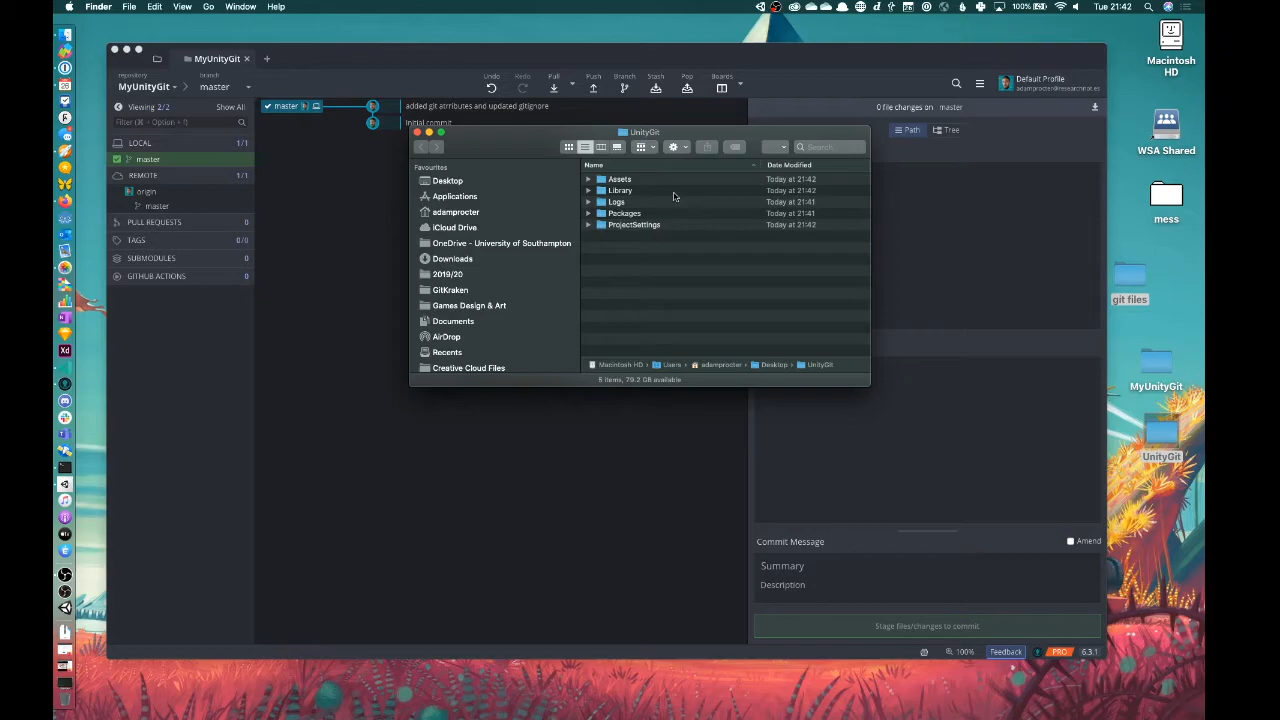 Finder File Edit View Go Window Help
100% Tue 21:42
MyUnityGit
repository
MyUnityGit
branch
master
Undo Redo Pull Push Branch Stash Pop Boards
Default Profile
Viewing 2/2 Show All
Filter (⌘ + Option + f)
LOCAL 1/1
master
REMOTE 1/1
origin
master
PULL REQUESTS 0
TAGS 0/0
SUBMODULES 0
GITHUB ACTIONS 0
master added git attributes and updated gitignore
Initial commit
0 file changes on master
Path Tree
UnityGit
Search
Favourites
Desktop
Applications
adamprocter
iCloud Drive
OneDrive - University of Southampton
Downloads
2019/20
GitKraken
Games Design & Art
Documents
AirDrop
Recents
Creative Cloud Files
Name Date Modified
Assets Today at 21:42
Library Today at 21:42
Logs Today at 21:41
Packages Today at 21:41
ProjectSettings Today at 21:42
Macintosh HD Users adamprocter Desktop UnityGit
5 items, 79.2 GB available
Commit Message Amend
Summary
Description
Stage files/changes to commit
100% Feedback PRO 6.3.1
Macintosh HD
WSA Shared
mess
git files
MyUnityGit
UnityGit